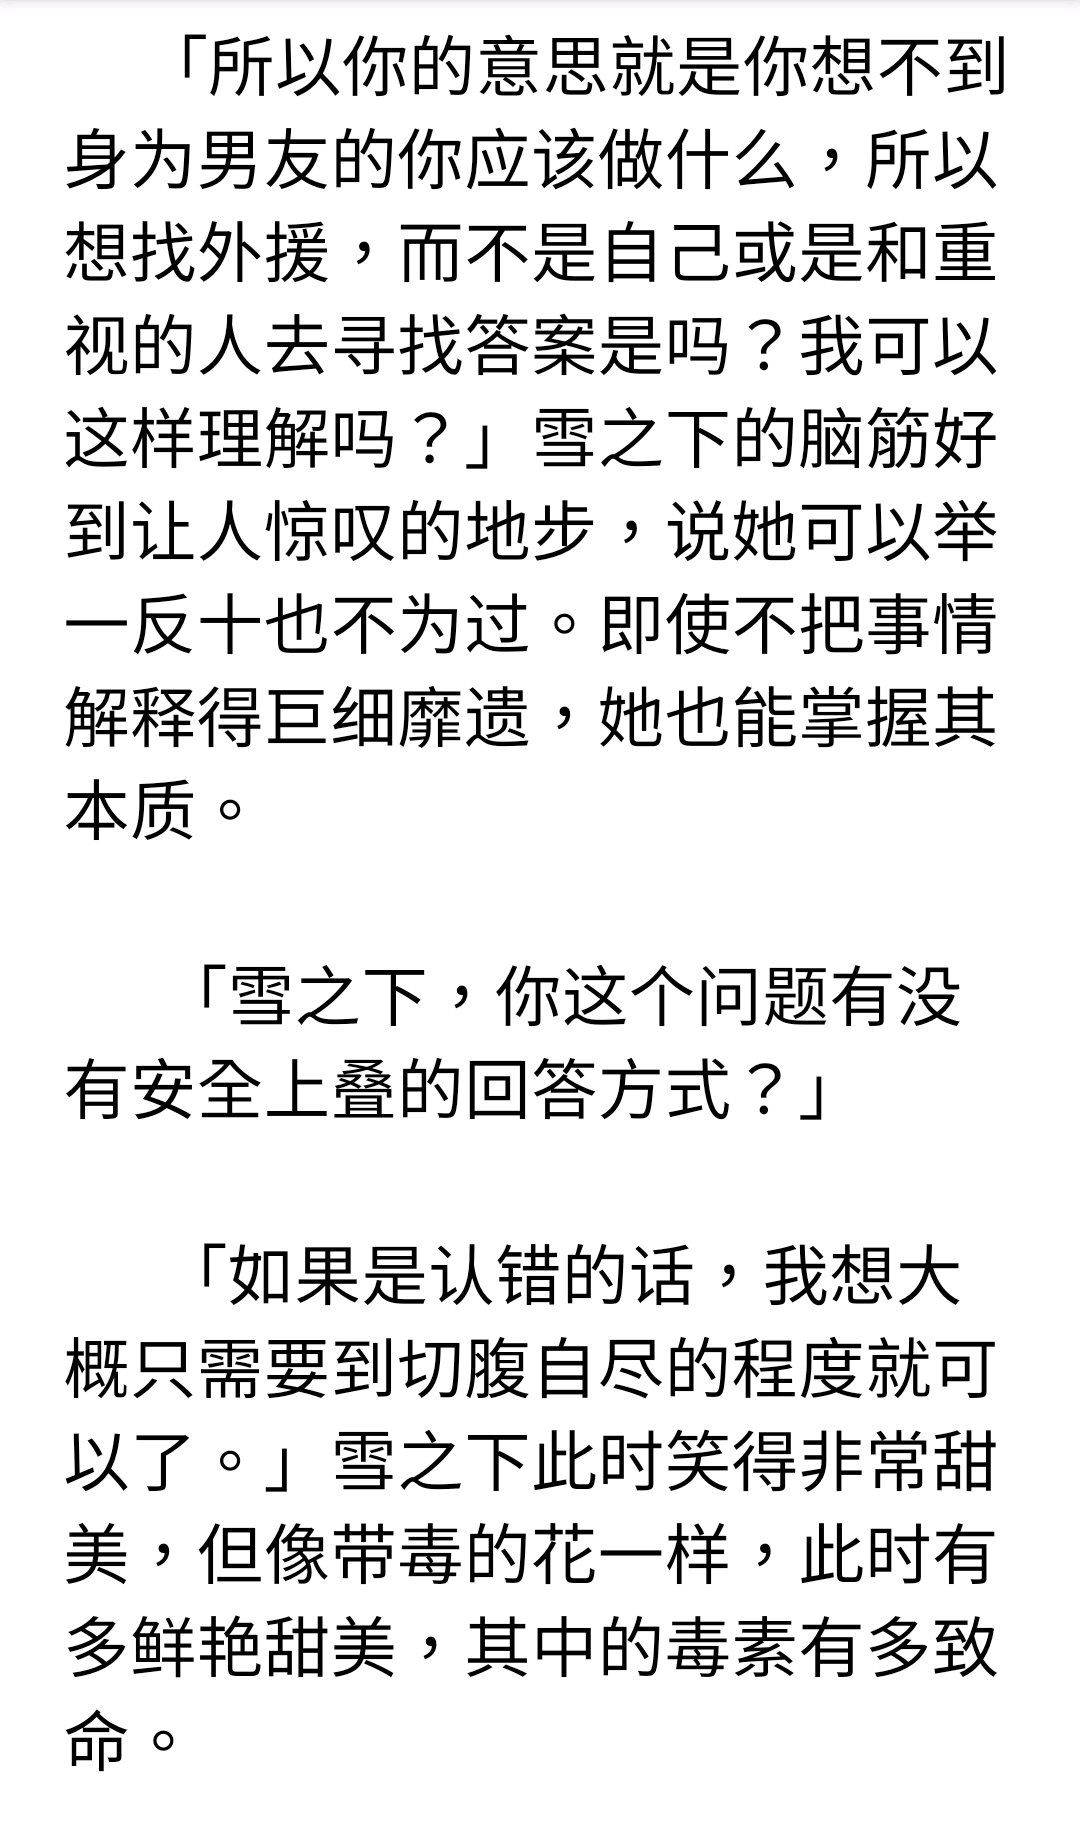 「所以你的意思就是你想不到
身为男友的你应该做什么，所以
想找外援，而不是自己或是和重
视的人去寻找答案是吗？我可以
这样理解吗？」雪之下的脑筋好
到让人惊叹的地步，说她可以举
一反十也不为过。即使不把事情
解释得巨细靡遗，她也能掌握其
本质。
「雪之下，你这个问题有没
有安全上叠的回答方式？」
「如果是认错的话，我想大
概只需要到切腹自尽的程度就可
以了。」雪之下此时笑得非常甜
美，但像带毒的花一样，此时有
多鲜艳甜美，其中的毒素有多致
命。